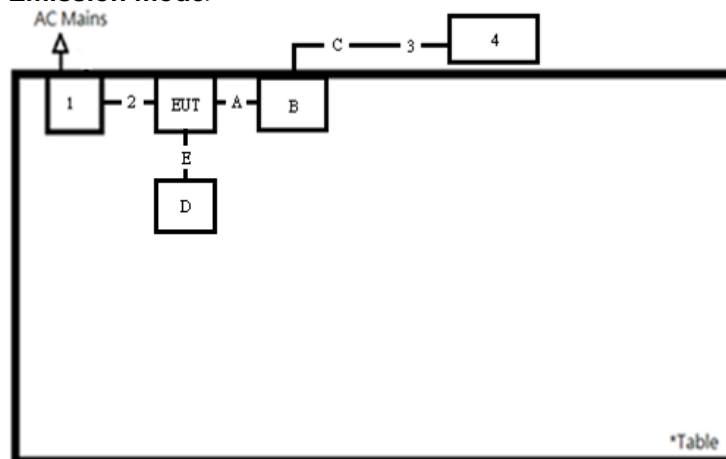 Emission Mode:
AC Mains
C 3 4
1 2 EUT A B
E
D
*Table